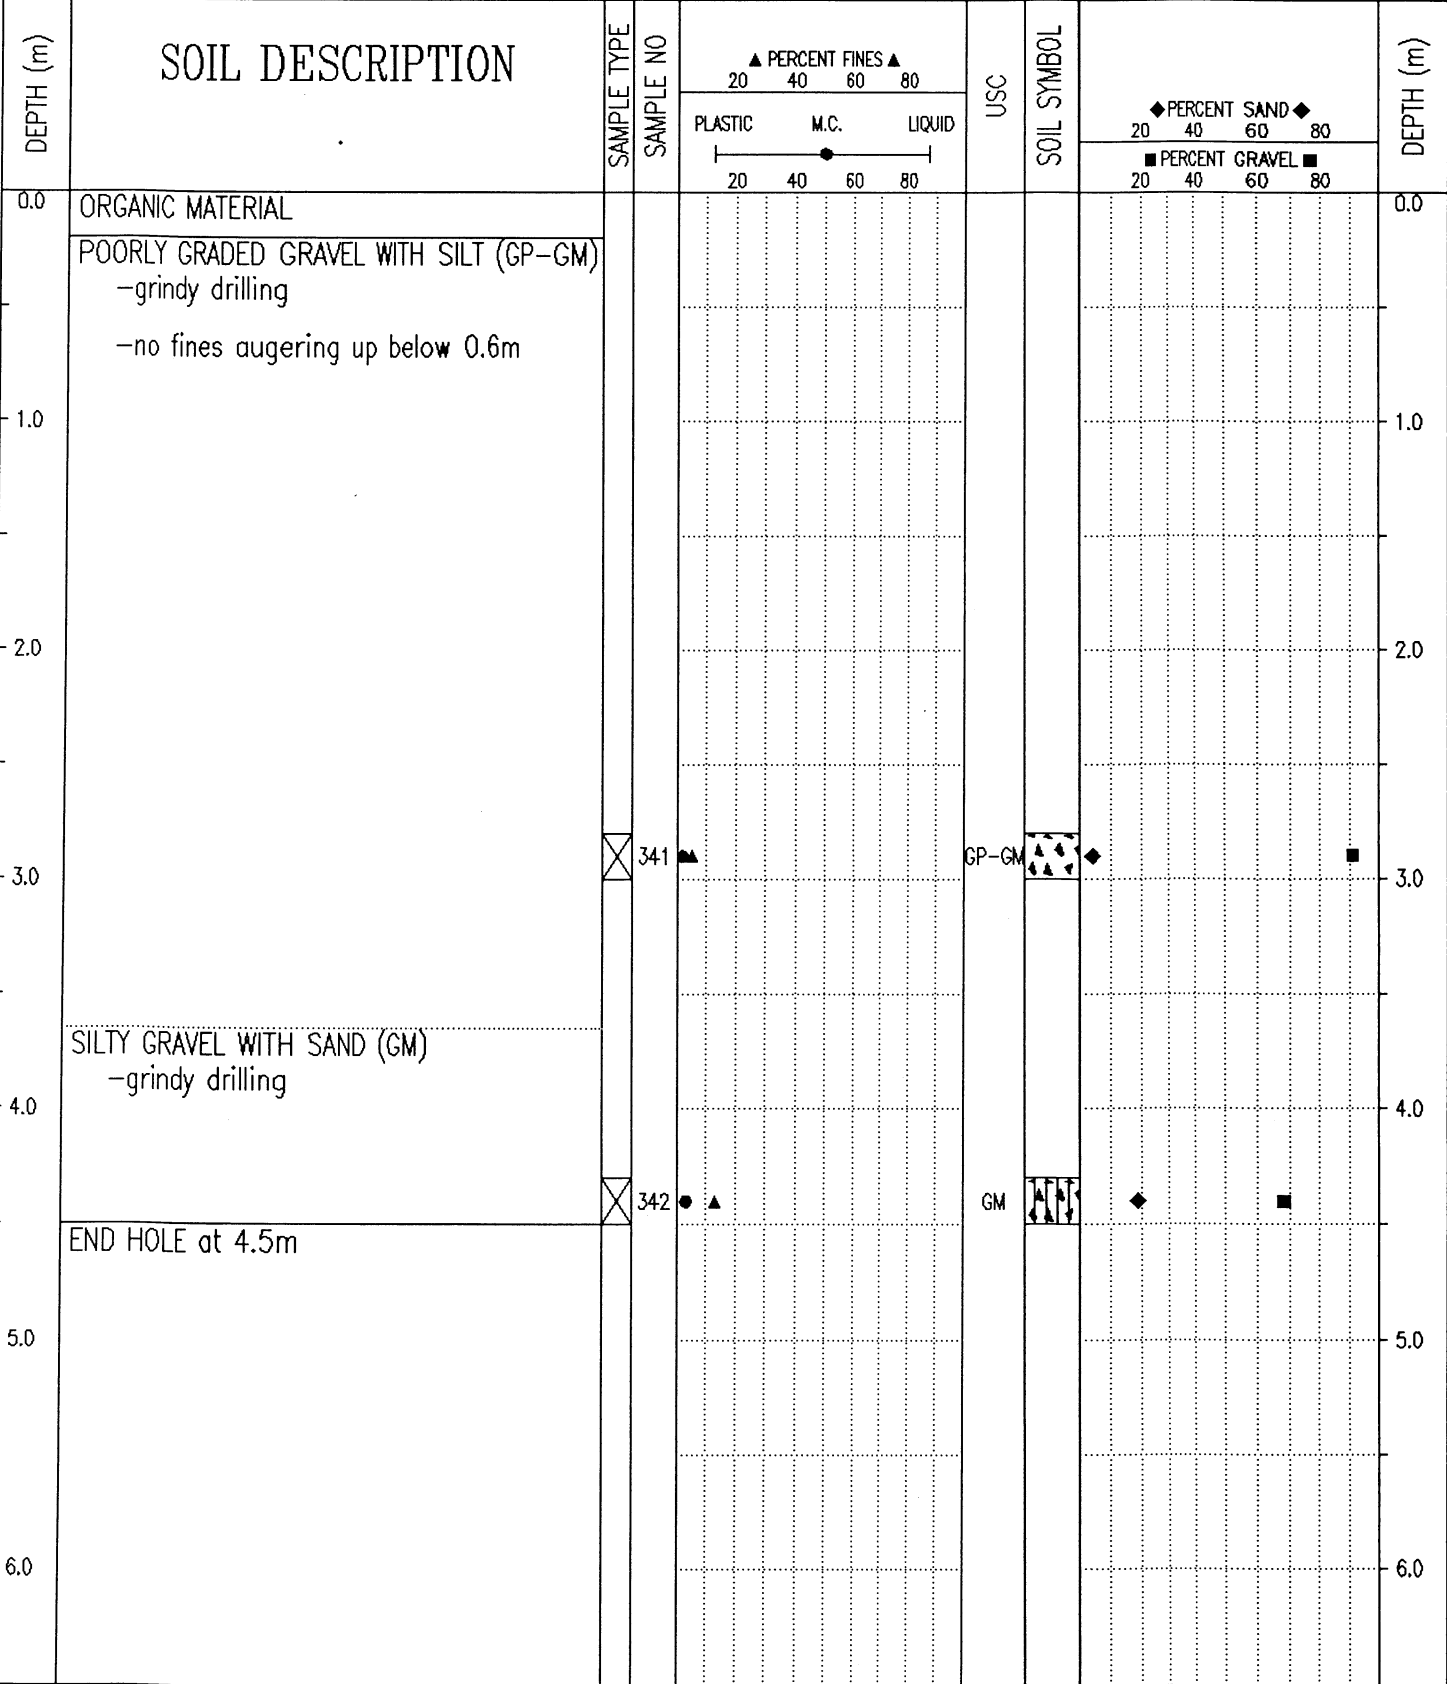 DEPTH (m)
SOIL DESCRIPTION
SAMPLE TYPE
SAMPLE NO
▲ PERCENT FINES ▲
20 40 60 80
PLASTIC M.C. LIQUID
20 40 60 80
USC
SOIL SYMBOL
◆PERCENT SAND◆
20 40 60 80
■PERCENT GRAVEL■
20 40 60 80
DEPTH (m)
0.0 ORGANIC MATERIAL 0.0
POORLY GRADED GRAVEL WITH SILT (GP-GM)
-grindy drilling
-no fines augering up below 0.6m
1.0 1.0
2.0 2.0
341 GP-GM
3.0 3.0
SILTY GRAVEL WITH SAND (GM)
-grindy drilling
4.0 4.0
342 GM
END HOLE at 4.5m
5.0 5.0
6.0 6.0